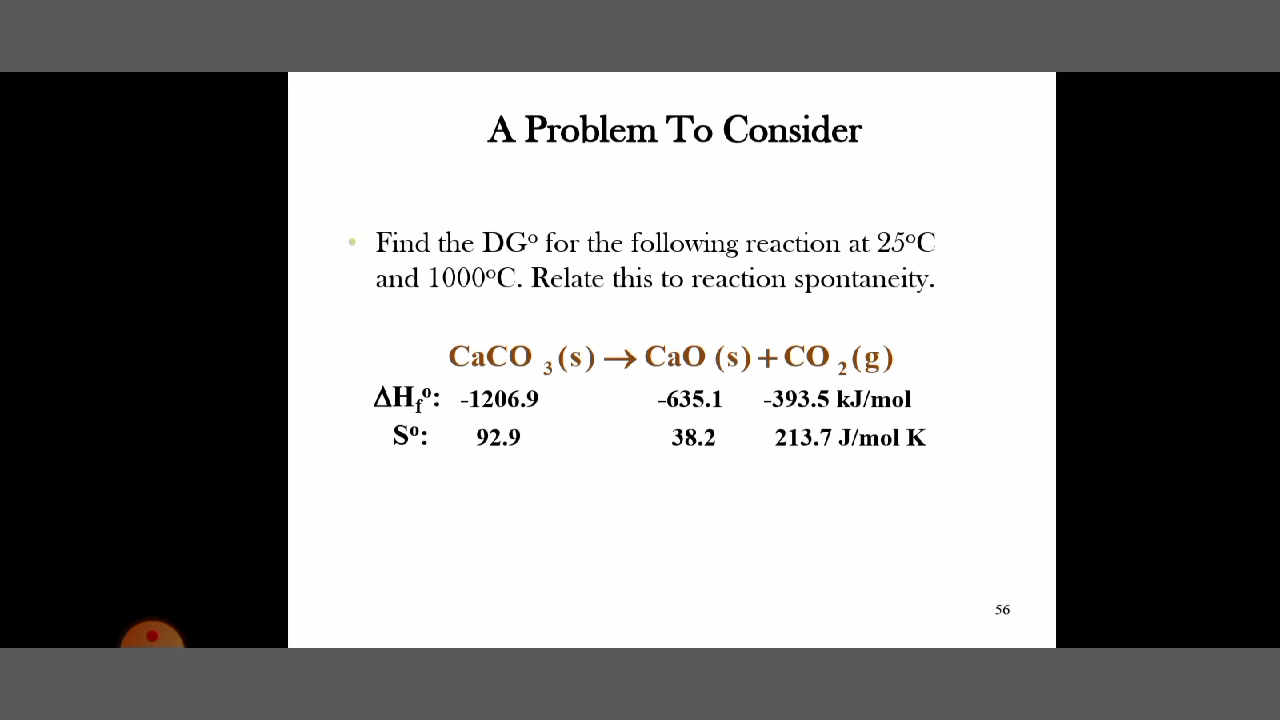 A Problem To Consider
• Find the DGº for the following reaction at 25ºC
and 1000ºC. Relate this to reaction spontaneity.
CaCO ₃(s) → CaO (s) + CO ₂(g)
ΔH_fº: -1206.9 -635.1 -393.5 kJ/mol
Sº: 92.9 38.2 213.7 J/mol K
56